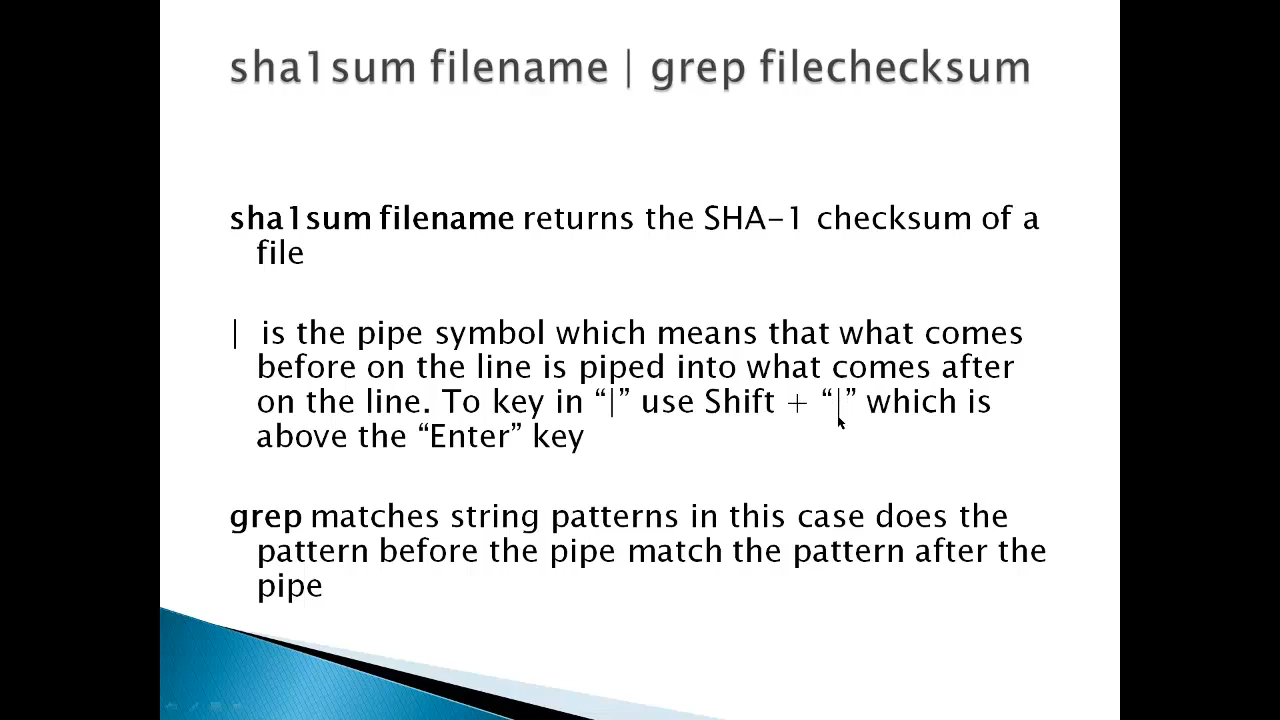 sha1sum filename | grep filechecksum
sha1sum filename returns the SHA-1 checksum of a
file
| is the pipe symbol which means that what comes
before on the line is piped into what comes after
on the line. To key in “|” use Shift + “|” which is
above the “Enter” key
grep matches string patterns in this case does the
pattern before the pipe match the pattern after the
pipe